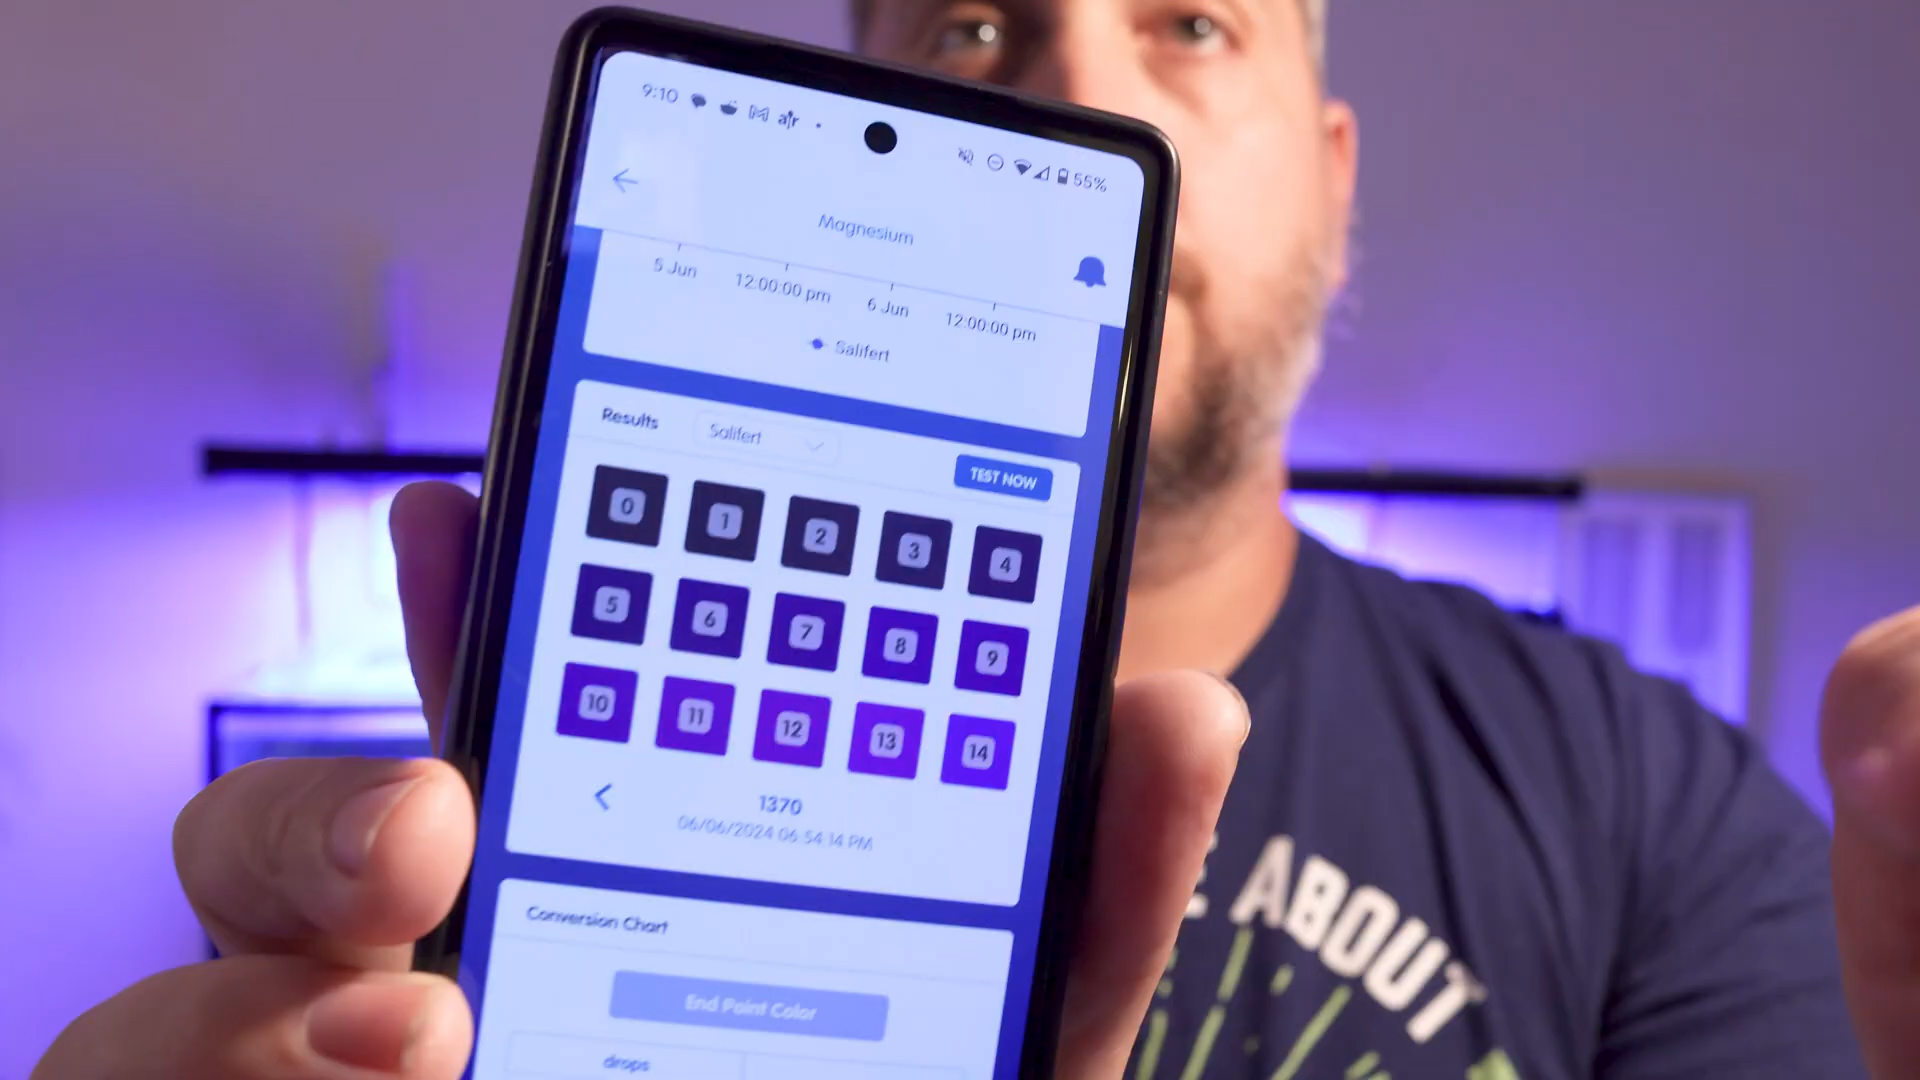 9:10 ajr 55%
Magnesium
5 Jun 12:00:00 pm 6 Jun 12:00:00 pm
Salifert
Results Salifert TEST NOW
0 1 2 3 4
5 6 7 8 9
10 11 12 13 14
1370
06/06/2024 06:54:14 PM
Conversion Chart
End Point Color
drops
ABOUT